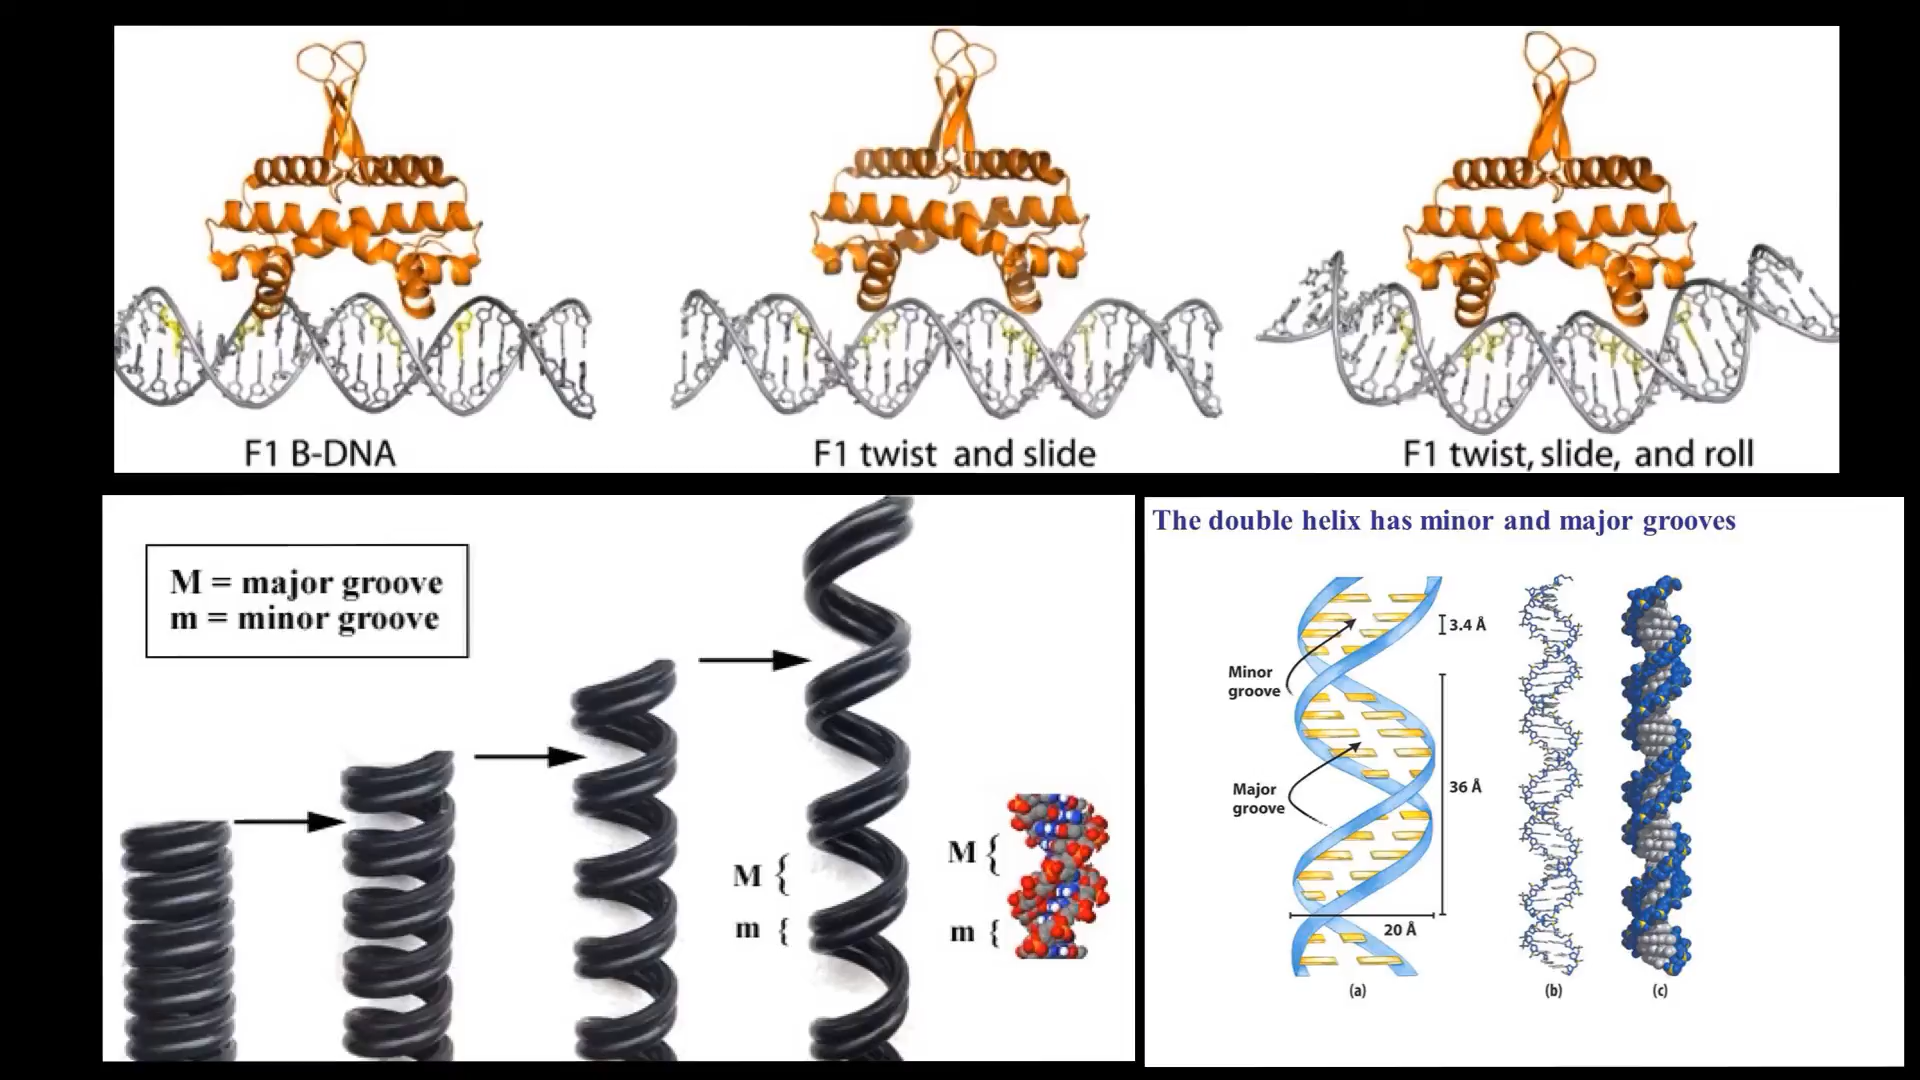 F1 B-DNA
F1 twist and slide
F1 twist, slide, and roll
M = major groove
m = minor groove
M {
m {
M {
m {
The double helix has minor and major grooves
3.4 Å
Minor
groove
Major
groove
36 Å
20 Å
(a)
(b)
(c)